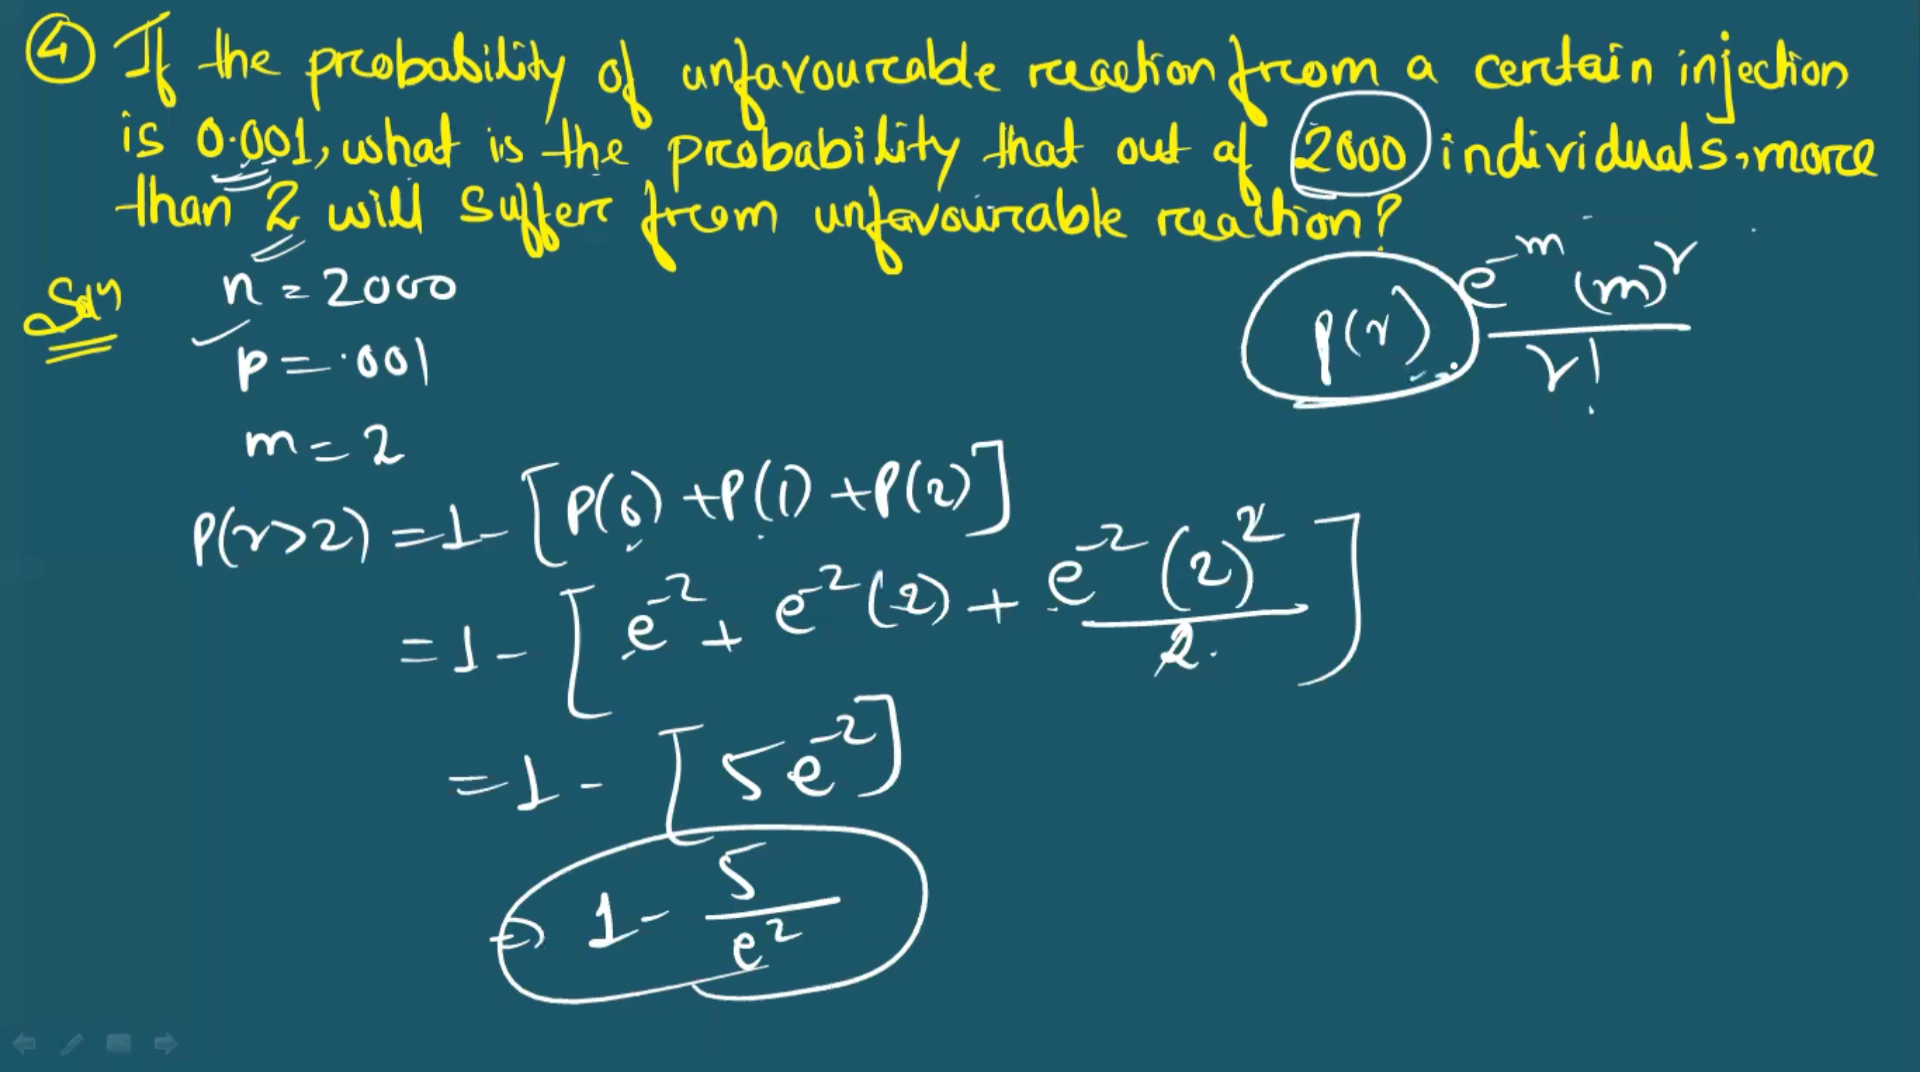 ④ If the probability of unfavourable reaction from a certain injection
is 0.001, what is the probability that out of 2000 individuals, more
than 2 will suffer from unfavourable reaction?
Soln
n = 2000
p = .001
m = 2
P(r) = e^-m (m)^r / r!
P(r>2) = 1 - [P(0) + P(1) + P(2)]
= 1 - [e^-2 + e^-2 (2) + e^-2 (2)^2 / 2]
= 1 - [5e^-2]
⇒ 1 - 5/e^2